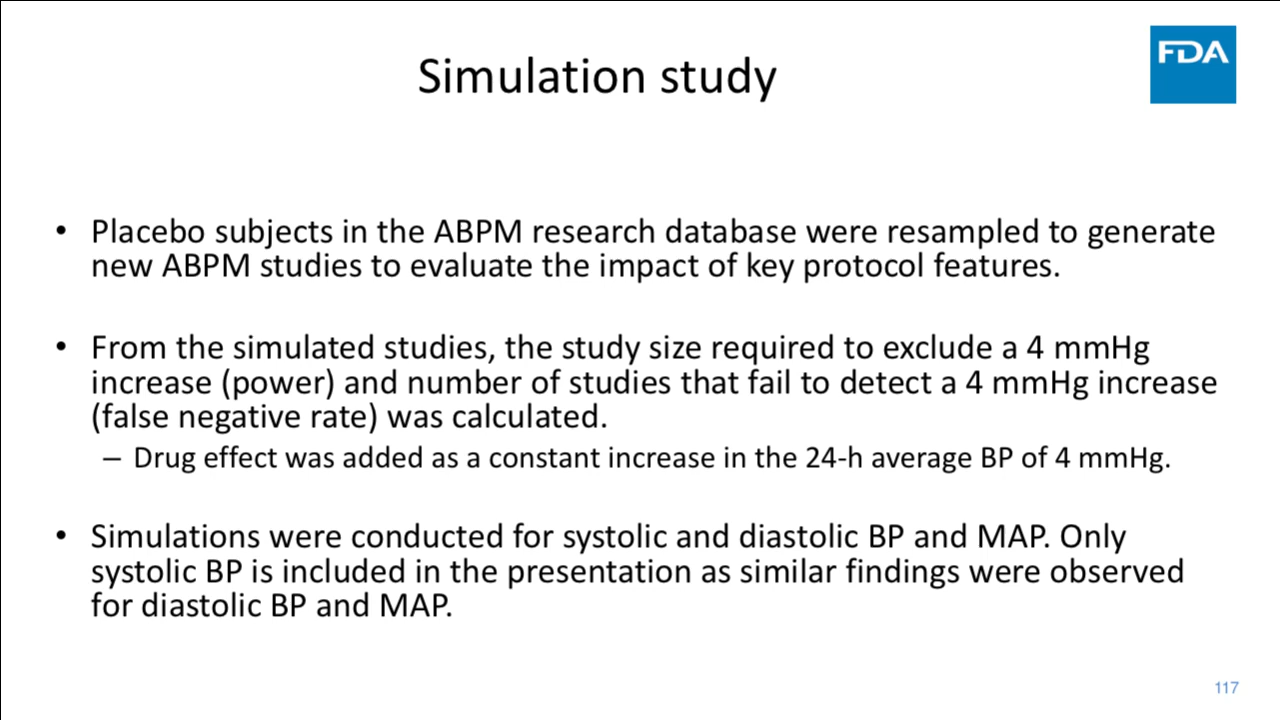 FDA
Simulation study
• Placebo subjects in the ABPM research database were resampled to generate
new ABPM studies to evaluate the impact of key protocol features.
• From the simulated studies, the study size required to exclude a 4 mmHg
increase (power) and number of studies that fail to detect a 4 mmHg increase
(false negative rate) was calculated.
– Drug effect was added as a constant increase in the 24-h average BP of 4 mmHg.
• Simulations were conducted for systolic and diastolic BP and MAP. Only
systolic BP is included in the presentation as similar findings were observed
for diastolic BP and MAP.
117